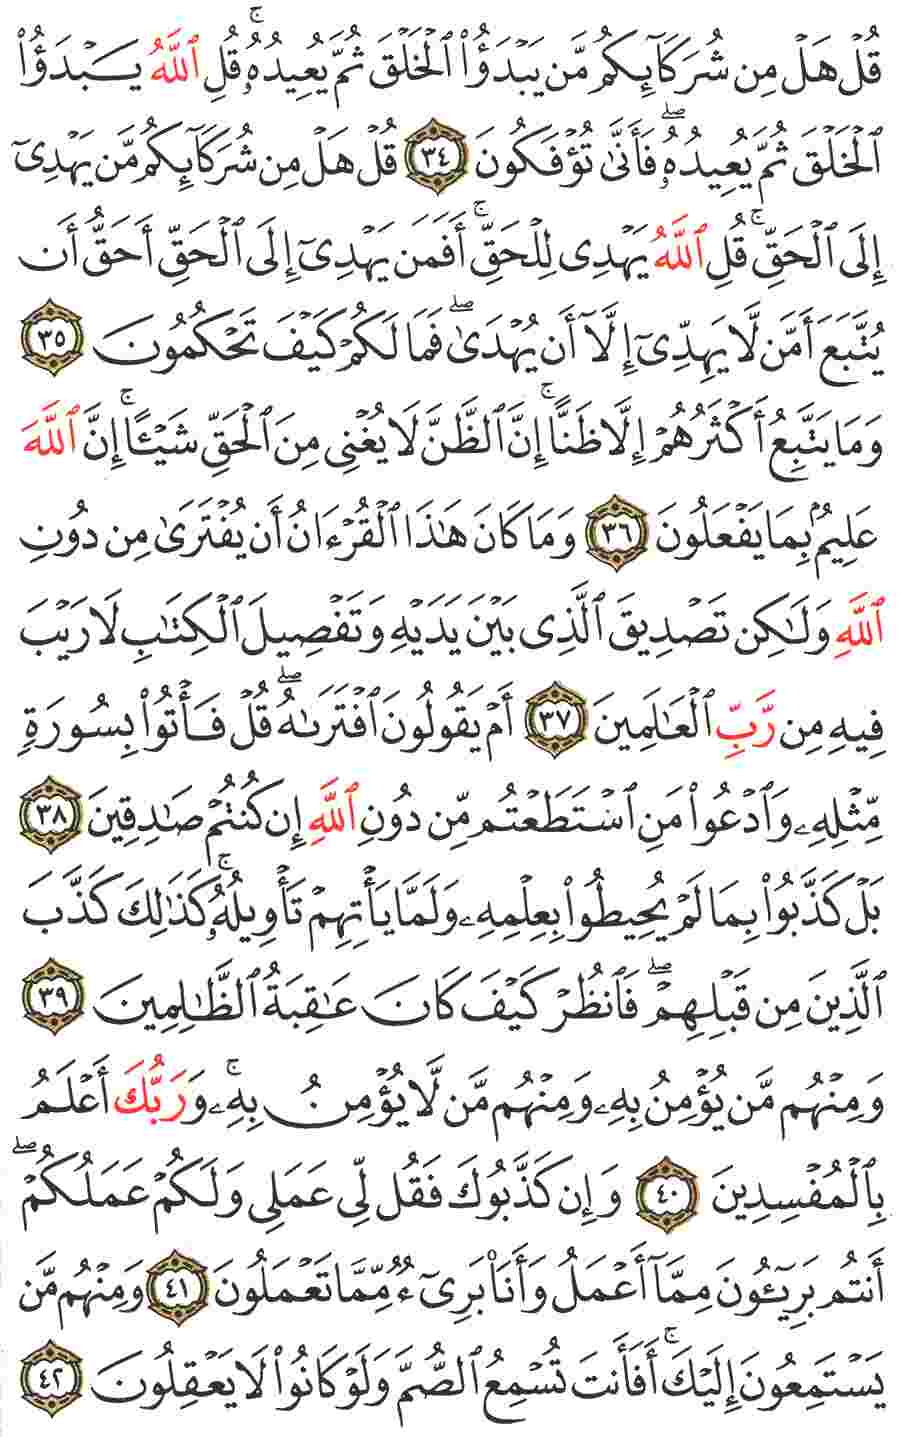 قُلْ هَلْ مِن شُرَكَآئِكُم مَّن يَبْدَؤُا۟ ٱلْخَلْقَ ثُمَّ يُعِيدُهُۥ ۚ قُلِ ٱللَّهُ يَبْدَؤُا۟
ٱلْخَلْقَ ثُمَّ يُعِيدُهُۥ ۖ فَأَنَّىٰ تُؤْفَكُونَ ٣٤ قُلْ هَلْ مِن شُرَكَآئِكُم مَّن يَهْدِىٓ
إِلَى ٱلْحَقِّ ۚ قُلِ ٱللَّهُ يَهْدِى لِلْحَقِّ ۗ أَفَمَن يَهْدِىٓ إِلَى ٱلْحَقِّ أَحَقُّ أَن
يُتَّبَعَ أَمَّن لَّا يَهِدِّىٓ إِلَّآ أَن يُهْدَىٰ ۖ فَمَا لَكُمْ كَيْفَ تَحْكُمُونَ ٣٥
وَمَا يَتَّبِعُ أَكْثَرُهُمْ إِلَّا ظَنًّا ۚ إِنَّ ٱلظَّنَّ لَا يُغْنِى مِنَ ٱلْحَقِّ شَيْـًٔا ۚ إِنَّ ٱللَّهَ
عَلِيمٌۢ بِمَا يَفْعَلُونَ ٣٦ وَمَا كَانَ هَـٰذَا ٱلْقُرْءَانُ أَن يُفْتَرَىٰ مِن دُونِ
ٱللَّهِ وَلَـٰكِن تَصْدِيقَ ٱلَّذِى بَيْنَ يَدَيْهِ وَتَفْصِيلَ ٱلْكِتَـٰبِ لَا رَيْبَ
فِيهِ مِن رَّبِّ ٱلْعَـٰلَمِينَ ٣٧ أَمْ يَقُولُونَ ٱفْتَرَىٰهُ ۖ قُلْ فَأْتُوا۟ بِسُورَةٍ
مِّثْلِهِۦ وَٱدْعُوا۟ مَنِ ٱسْتَطَعْتُم مِّن دُونِ ٱللَّهِ إِن كُنتُمْ صَـٰدِقِينَ ٣٨
بَلْ كَذَّبُوا۟ بِمَا لَمْ يُحِيطُوا۟ بِعِلْمِهِۦ وَلَمَّا يَأْتِهِمْ تَأْوِيلُهُۥ ۚ كَذَٰلِكَ كَذَّبَ
ٱلَّذِينَ مِن قَبْلِهِمْ ۖ فَٱنظُرْ كَيْفَ كَانَ عَـٰقِبَةُ ٱلظَّـٰلِمِينَ ٣٩
وَمِنْهُم مَّن يُؤْمِنُ بِهِۦ وَمِنْهُم مَّن لَّا يُؤْمِنُ بِهِۦ ۚ وَرَبُّكَ أَعْلَمُ
بِٱلْمُفْسِدِينَ ٤٠ وَإِن كَذَّبُوكَ فَقُل لِّى عَمَلِى وَلَكُمْ عَمَلُكُمْ ۖ
أَنتُم بَرِيٓـُٔونَ مِمَّآ أَعْمَلُ وَأَنَا۠ بَرِىٓءٌ مِّمَّا تَعْمَلُونَ ٤١ وَمِنْهُم مَّن
يَسْتَمِعُونَ إِلَيْكَ ۚ أَفَأَنتَ تُسْمِعُ ٱلصُّمَّ وَلَوْ كَانُوا۟ لَا يَعْقِلُونَ ٤٢